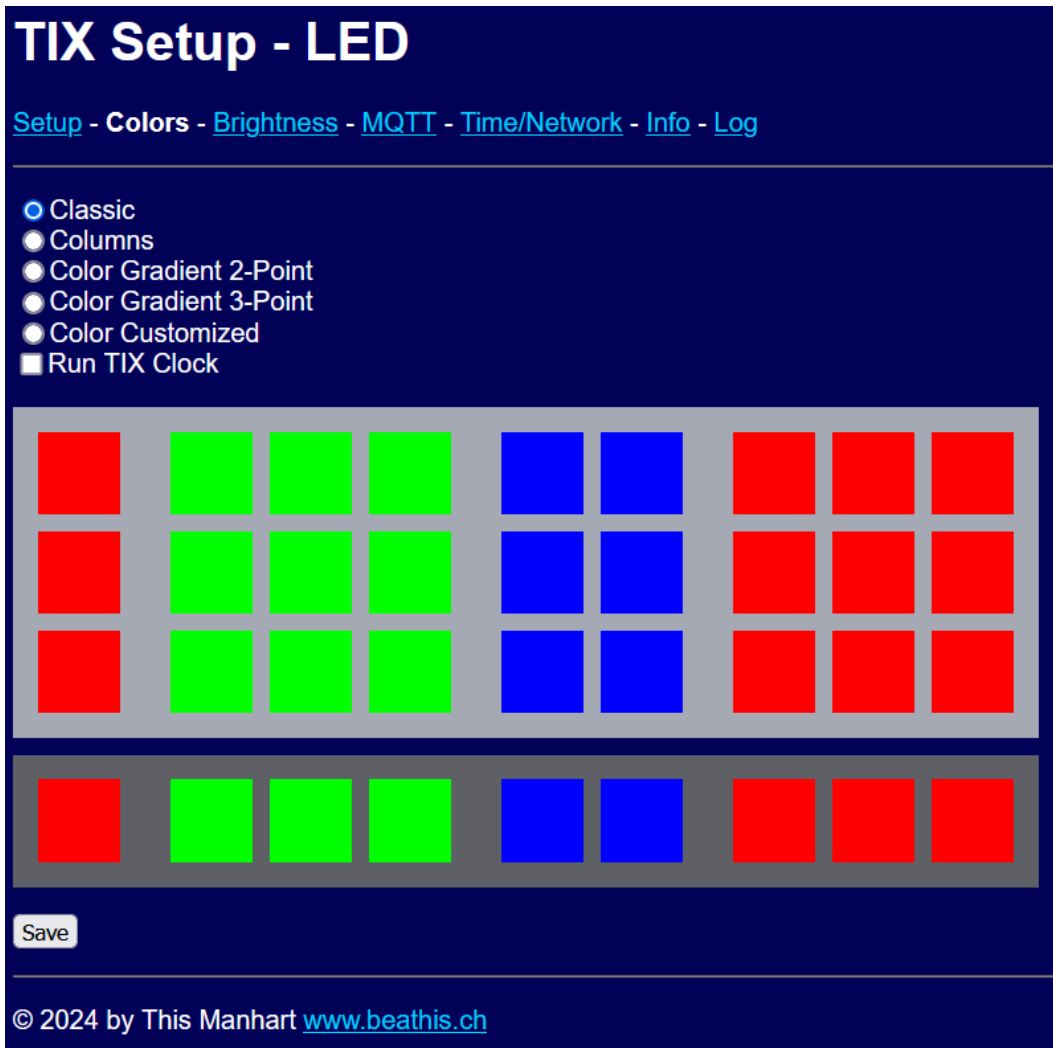 TIX Setup - LED
Setup - Colors - Brightness - MQTT - Time/Network - Info - Log
Classic
Columns
Color Gradient 2-Point
Color Gradient 3-Point
Color Customized
Run TIX Clock
Save
© 2024 by This Manhart www.beathis.ch